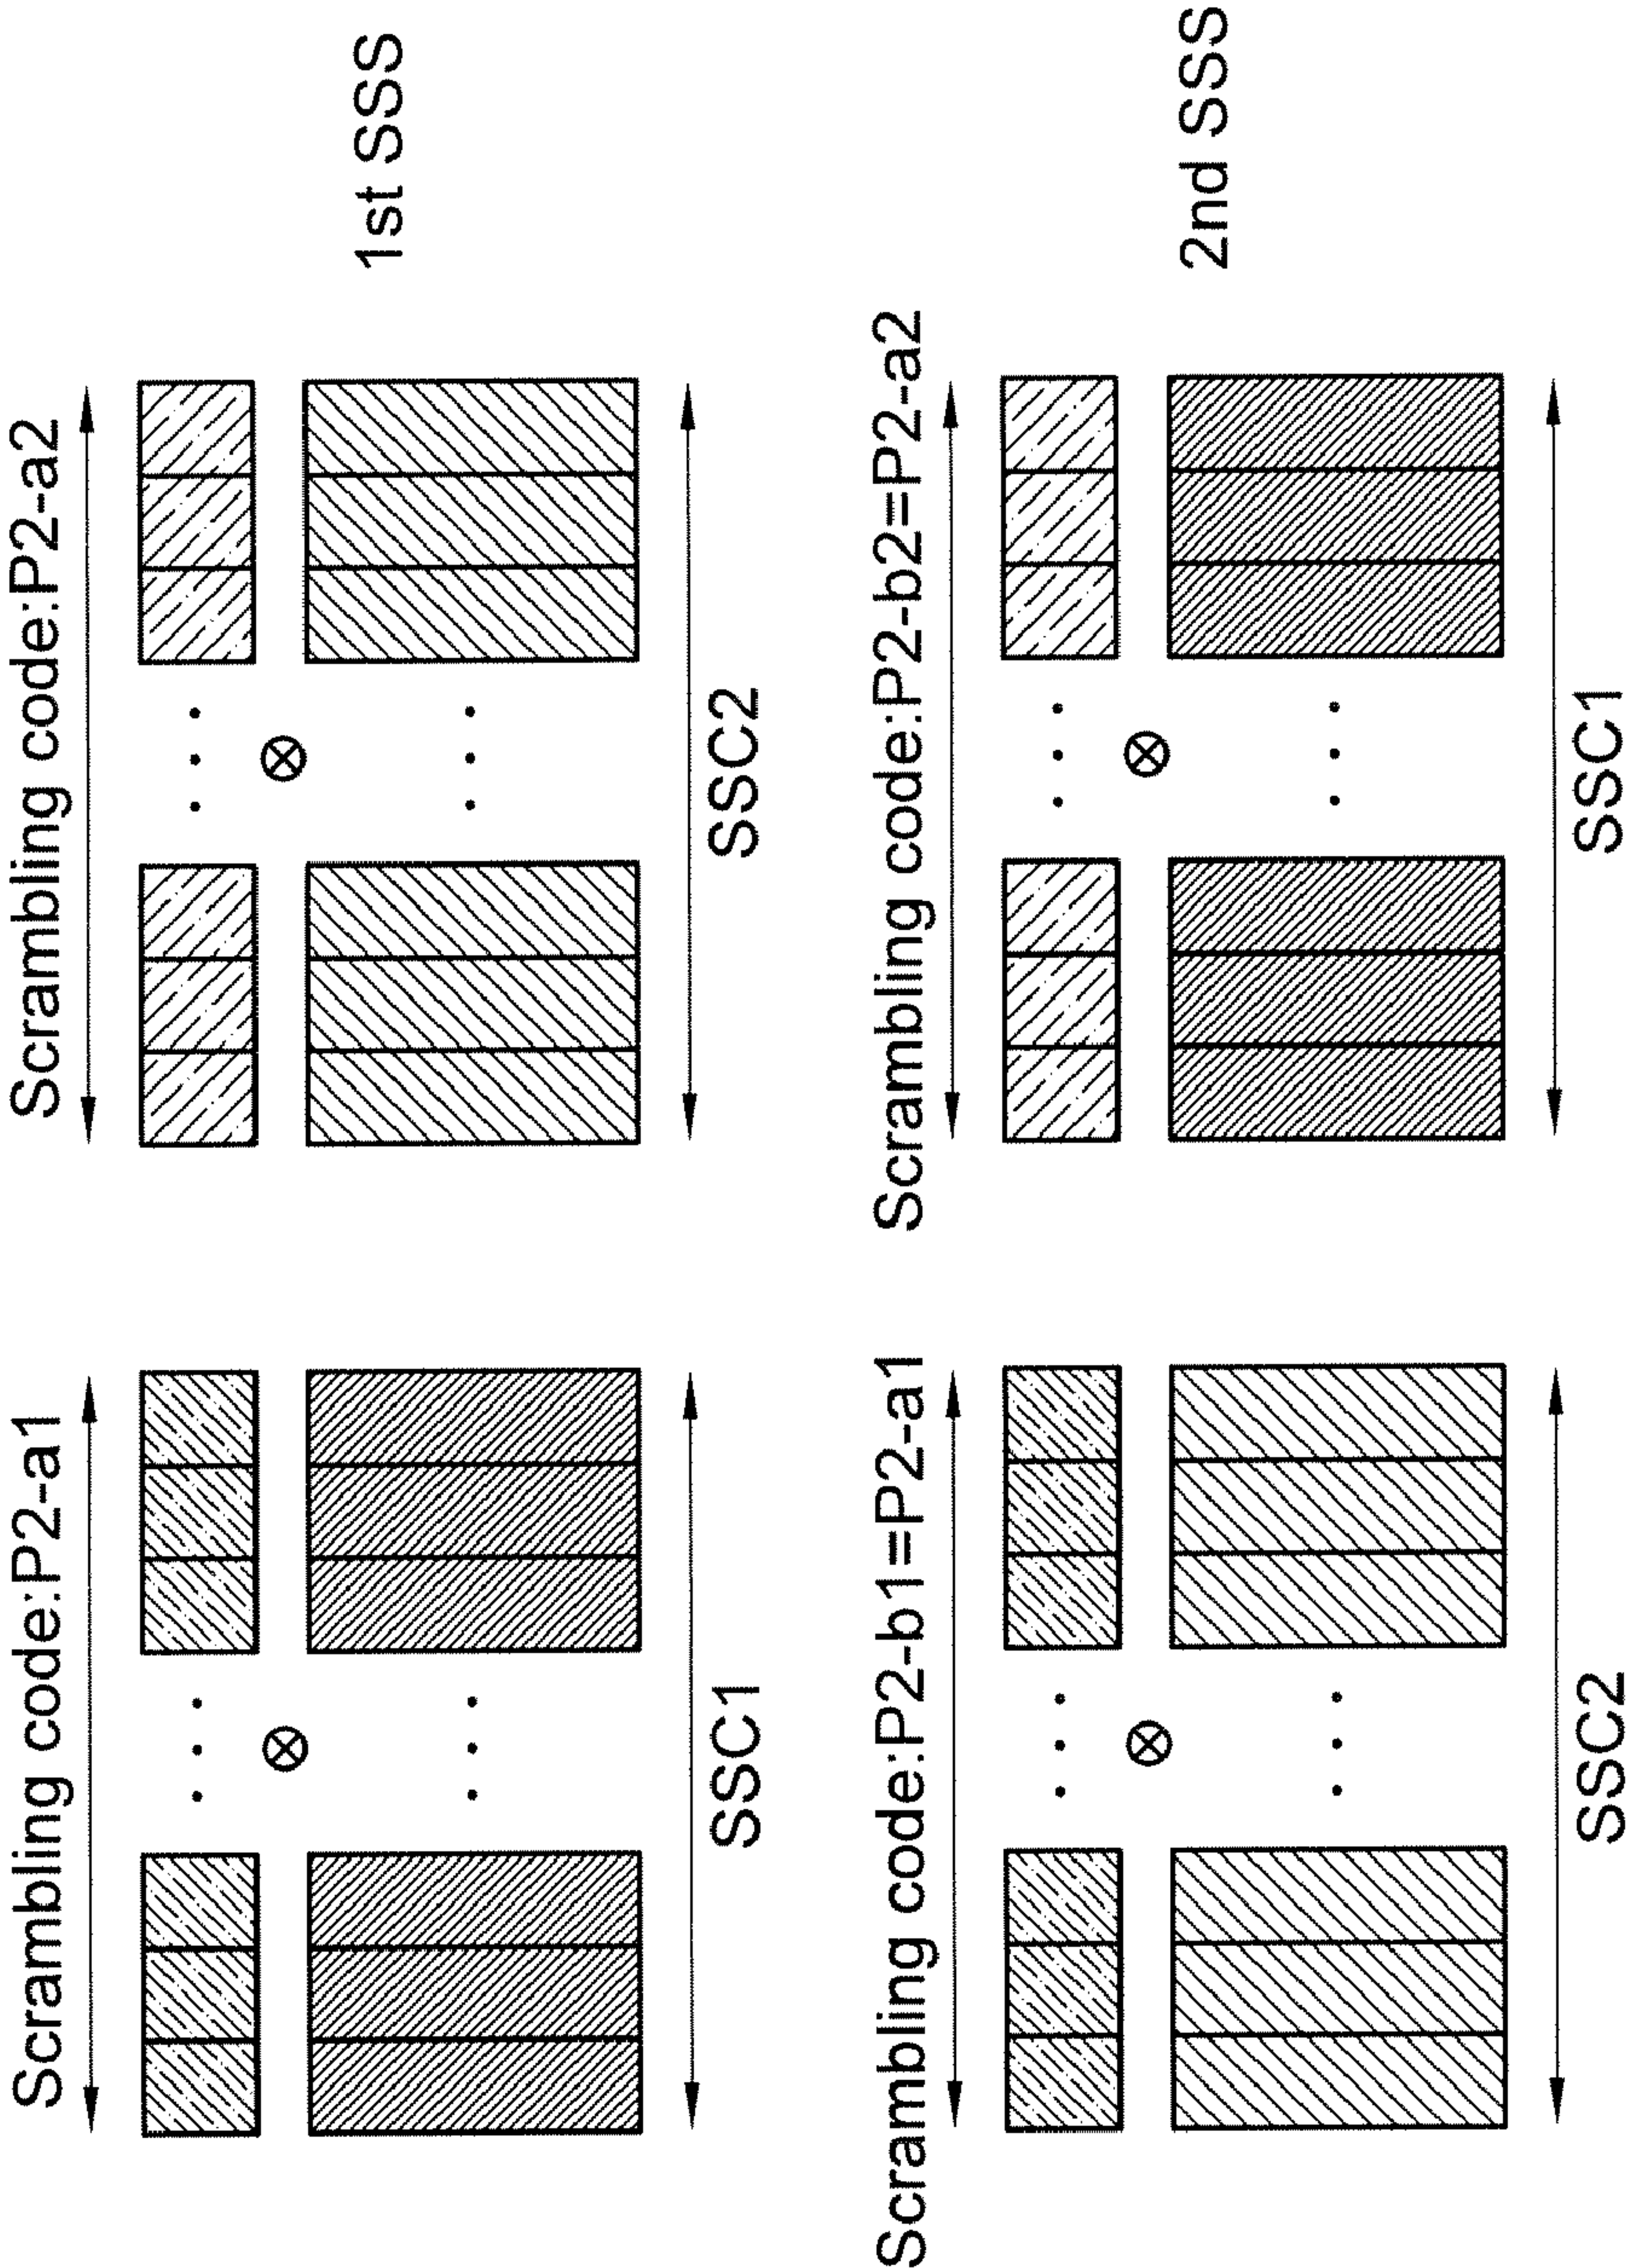 Scrambling code:P2-a1
Scrambling code:P2-a2
SSC1
SSC2
1st SSS
Scrambling code:P2-b1=P2-a1
Scrambling code:P2-b2=P2-a2
SSC2
SSC1
2nd SSS